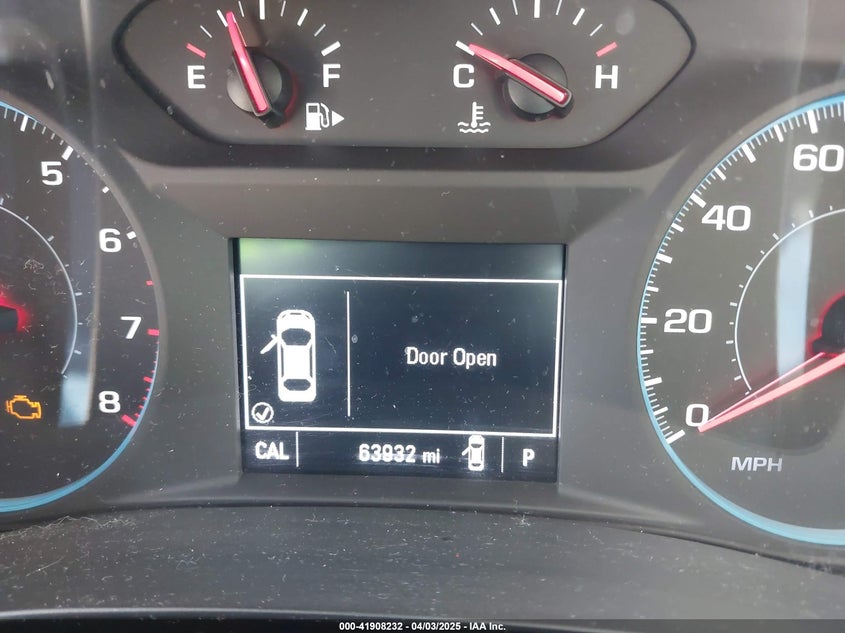 E F C H
5 6 7 8
60 40 20 0
MPH
Door Open
CAL 63932 mi P
000-41908232 / 04/03/2025 - IAA Inc.